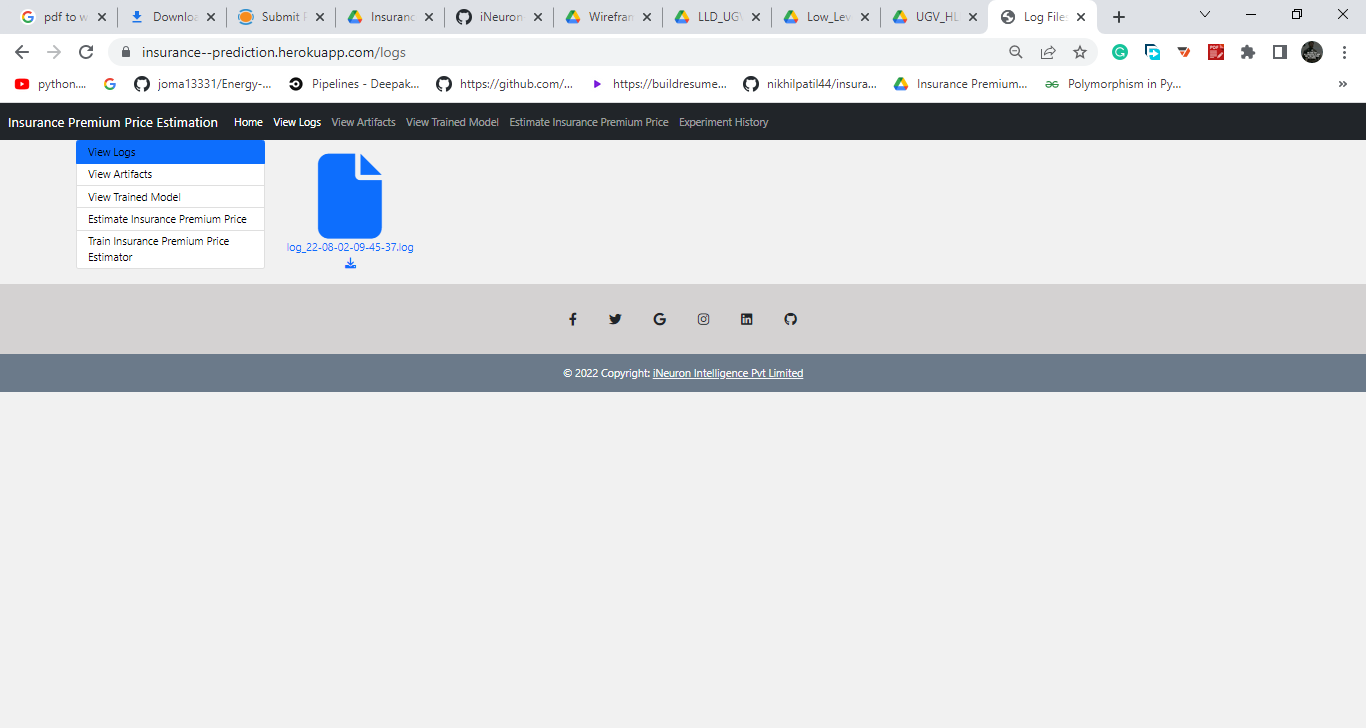 pdf to w
Downloa
Submit F
Insuranc
iNeuron
Wirefran
LLD_UG
Low_Lev
UGV_HL
Log Files
insurance--prediction.herokuapp.com/logs
python....
joma13331/Energy-...
Pipelines - Deepak...
https://github.com/...
https://buildresume...
nikhilpatil44/insura...
Insurance Premium...
Polymorphism in Py...
»
Insurance Premium Price Estimation Home View Logs View Artifacts View Trained Model Estimate Insurance Premium Price Experiment History
View Logs
View Artifacts
View Trained Model
Estimate Insurance Premium Price
Train Insurance Premium Price
Estimator
log_22-08-02-09-45-37.log
© 2022 Copyright: iNeuron Intelligence Pvt Limited